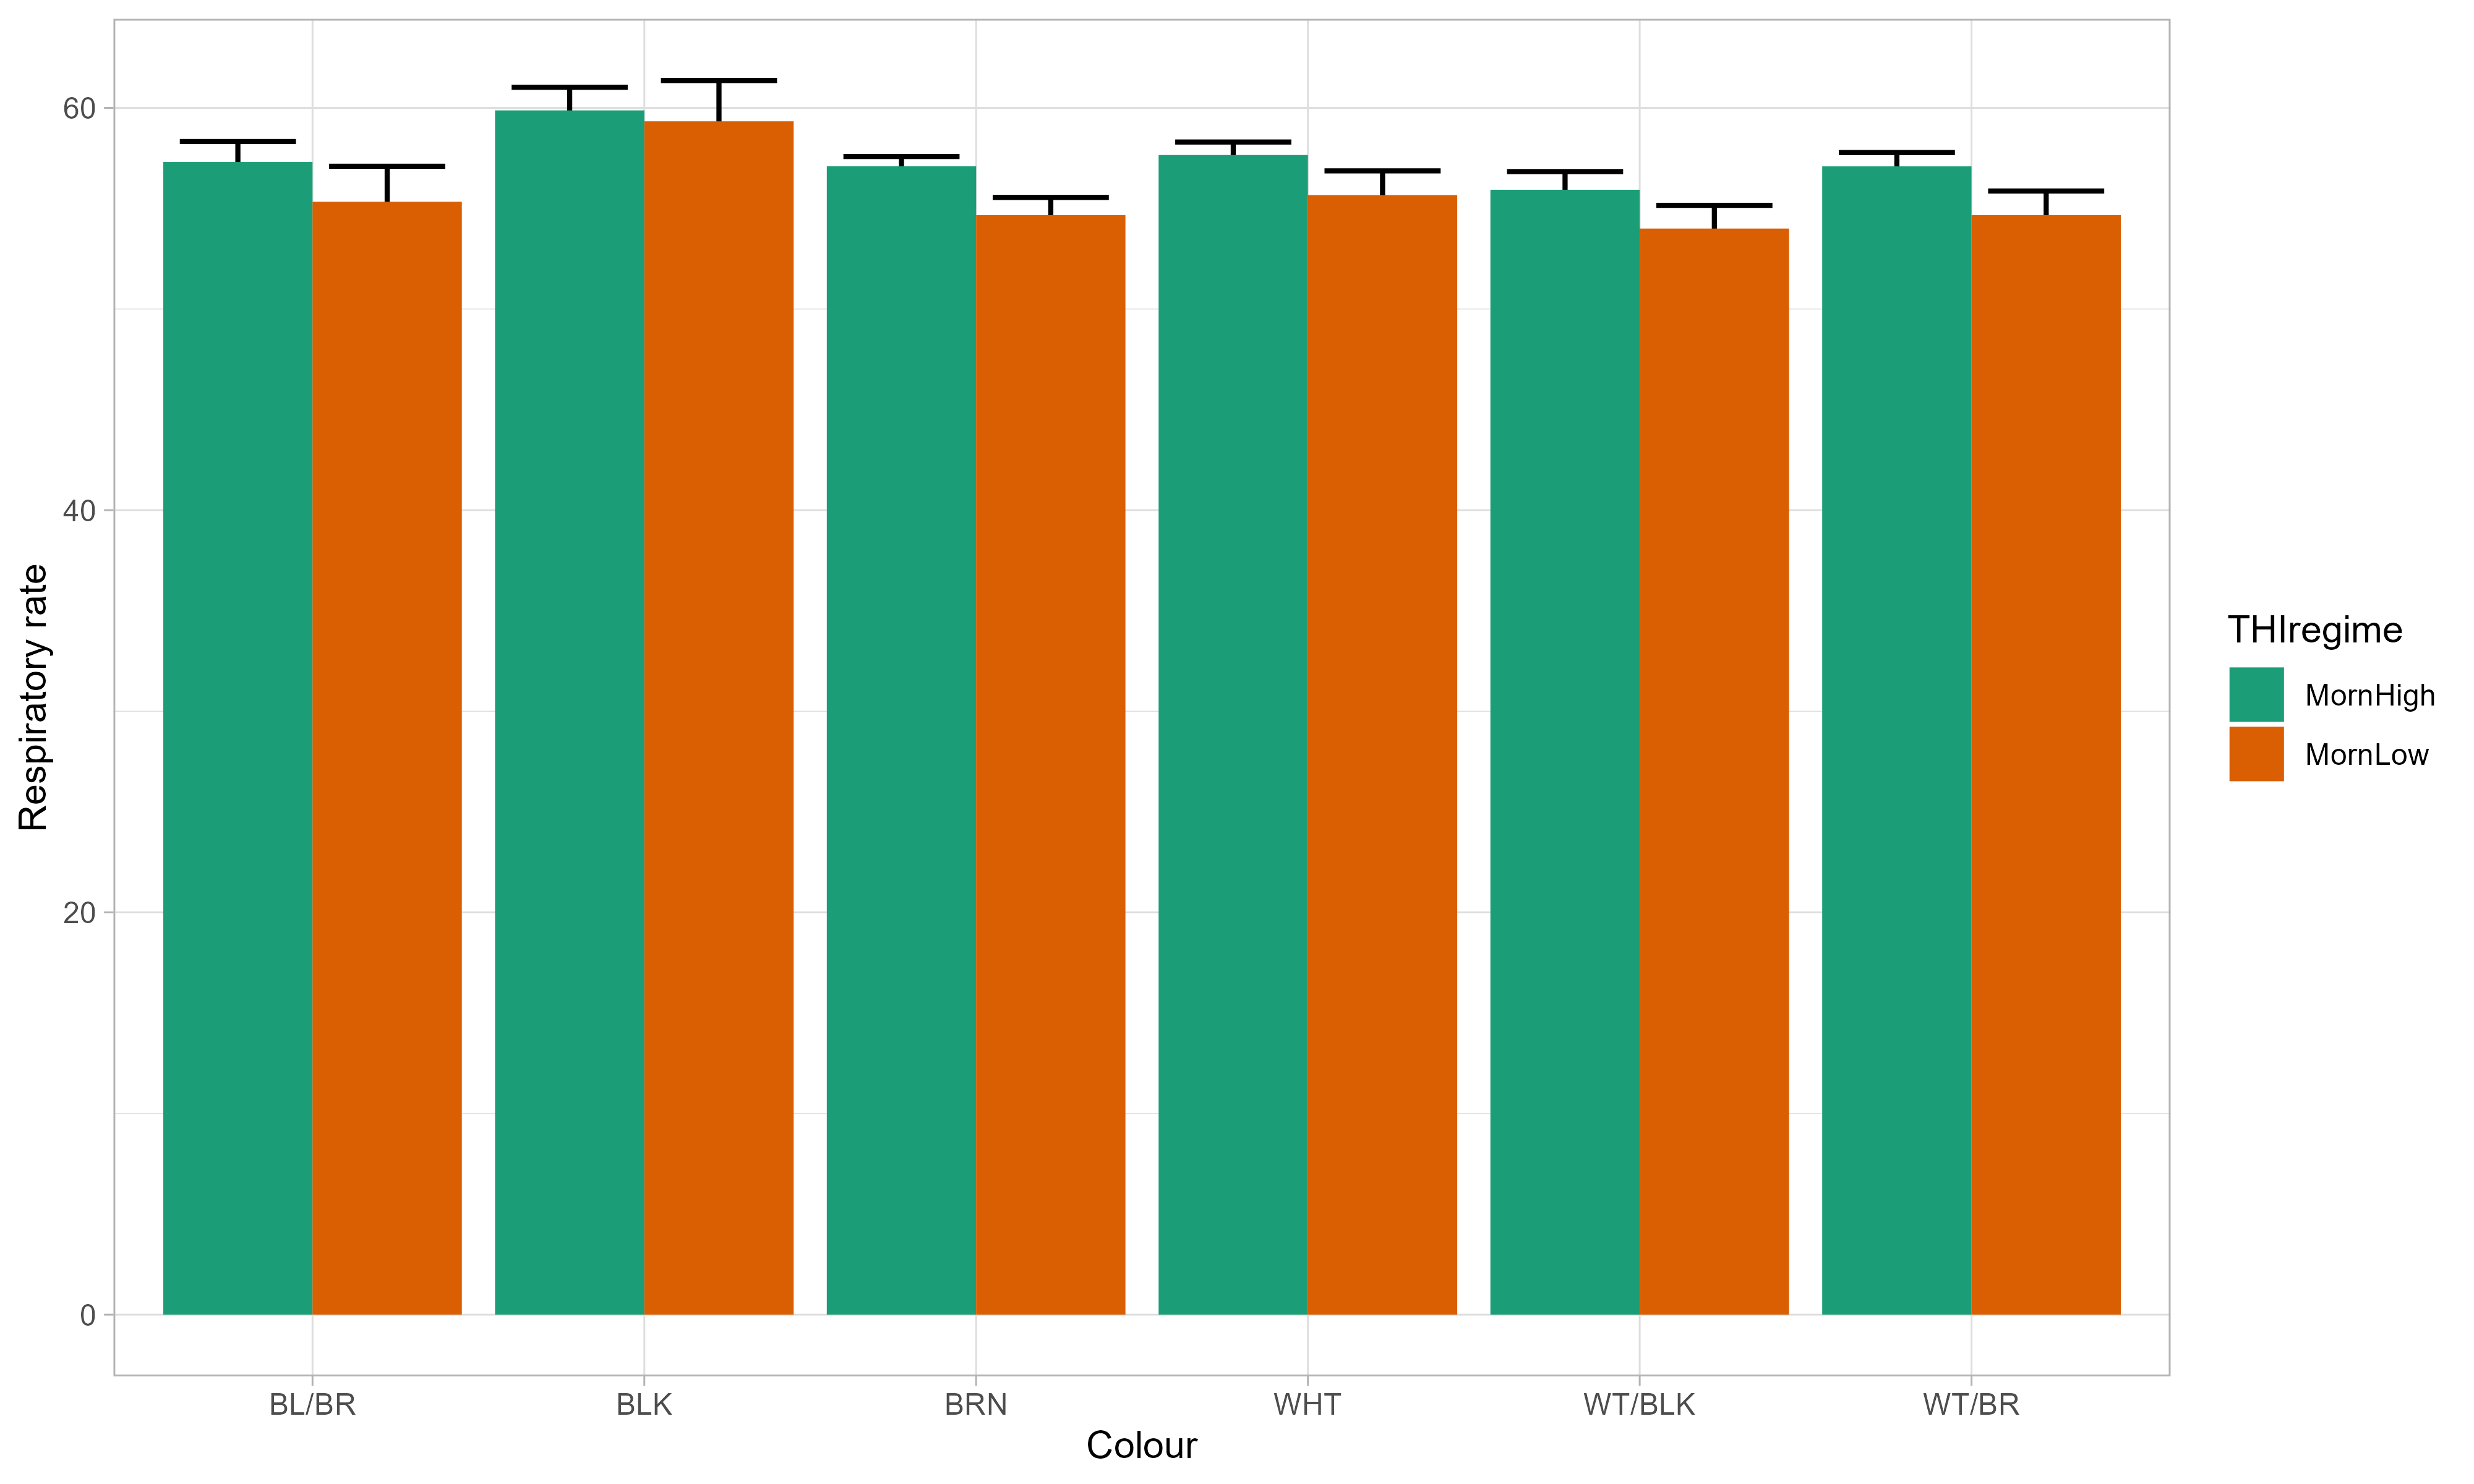 60
40
20
0
Respiratory rate
BL/BR BLK BRN WHT WT/BLK WT/BR
Colour
THIregime
MornHigh
MornLow